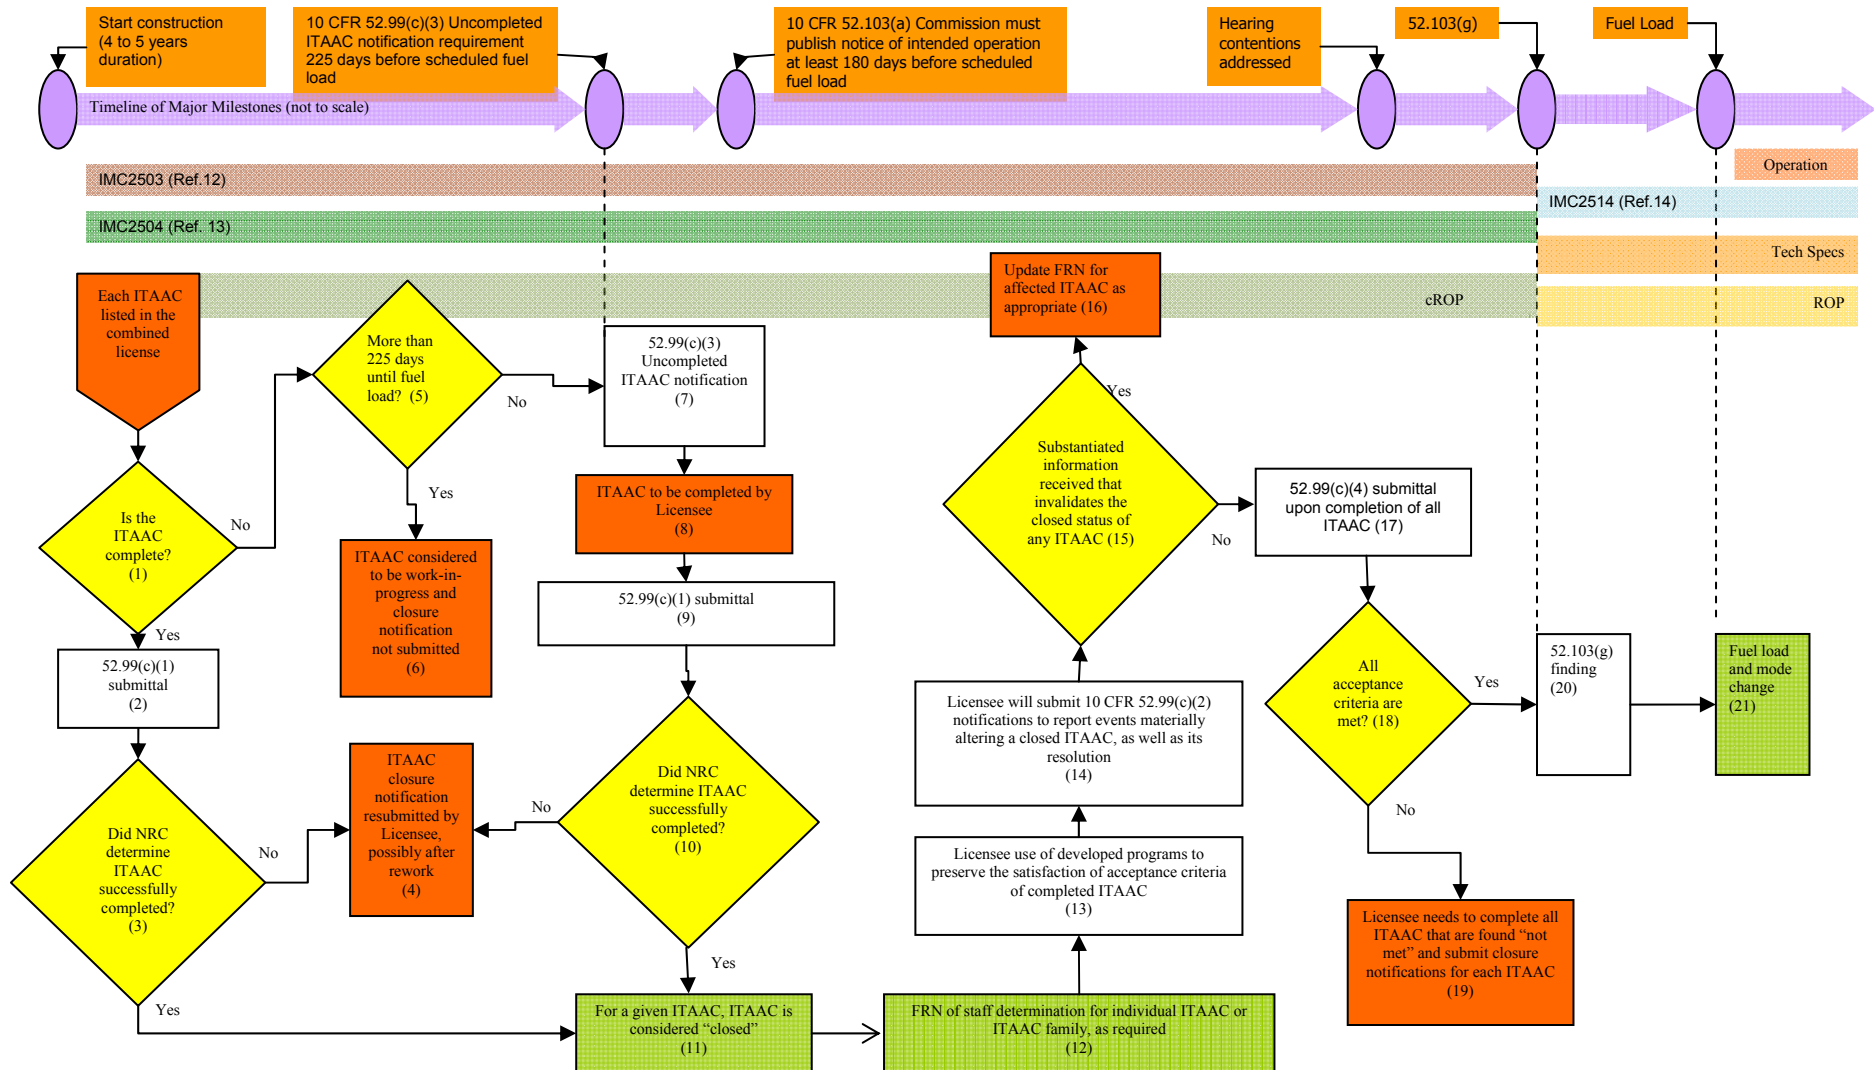 Start construction
(4 to 5 years
duration)
10 CFR 52.99(c)(3) Uncompleted
ITAAC notification requirement
225 days before scheduled fuel
load
10 CFR 52.103(a) Commission must
publish notice of intended operation
at least 180 days before scheduled
fuel load
Hearing
contentions
addressed
52.103(g)
Fuel Load
Timeline of Major Milestones (not to scale)
IMC2503 (Ref.12)
Operation
IMC2514 (Ref.14)
IMC2504 (Ref. 13)
Tech Specs
cROP
ROP
Each ITAAC
listed in the
combined
license
Is the
ITAAC
complete?
(1)
No
Yes
52.99(c)(1)
submittal
(2)
Did NRC
determine
ITAAC
successfully
completed?
(3)
No
Yes
ITAAC
closure
notification
resubmitted by
Licensee,
possibly after
rework
(4)
More than
225 days
until fuel
load? (5)
No
Yes
ITAAC considered
to be work-in-
progress and
closure
notification
not submitted
(6)
52.99(c)(3)
Uncompleted
ITAAC notification
(7)
ITAAC to be completed by
Licensee
(8)
52.99(c)(1) submittal
(9)
Did NRC
determine ITAAC
successfully
completed?
(10)
No
Yes
For a given ITAAC, ITAAC is
considered “closed”
(11)
FRN of staff determination for individual ITAAC or
ITAAC family, as required
(12)
Licensee use of developed programs to
preserve the satisfaction of acceptance criteria
of completed ITAAC
(13)
Licensee will submit 10 CFR 52.99(c)(2)
notifications to report events materially
altering a closed ITAAC, as well as its
resolution
(14)
Substantiated
information
received that
invalidates the
closed status of
any ITAAC (15)
Yes
No
Update FRN for
affected ITAAC as
appropriate (16)
52.99(c)(4) submittal
upon completion of all
ITAAC (17)
All
acceptance
criteria are
met? (18)
Yes
No
Licensee needs to complete all
ITAAC that are found “not
met” and submit closure
notifications for each ITAAC
(19)
52.103(g)
finding
(20)
Fuel load
and mode
change
(21)